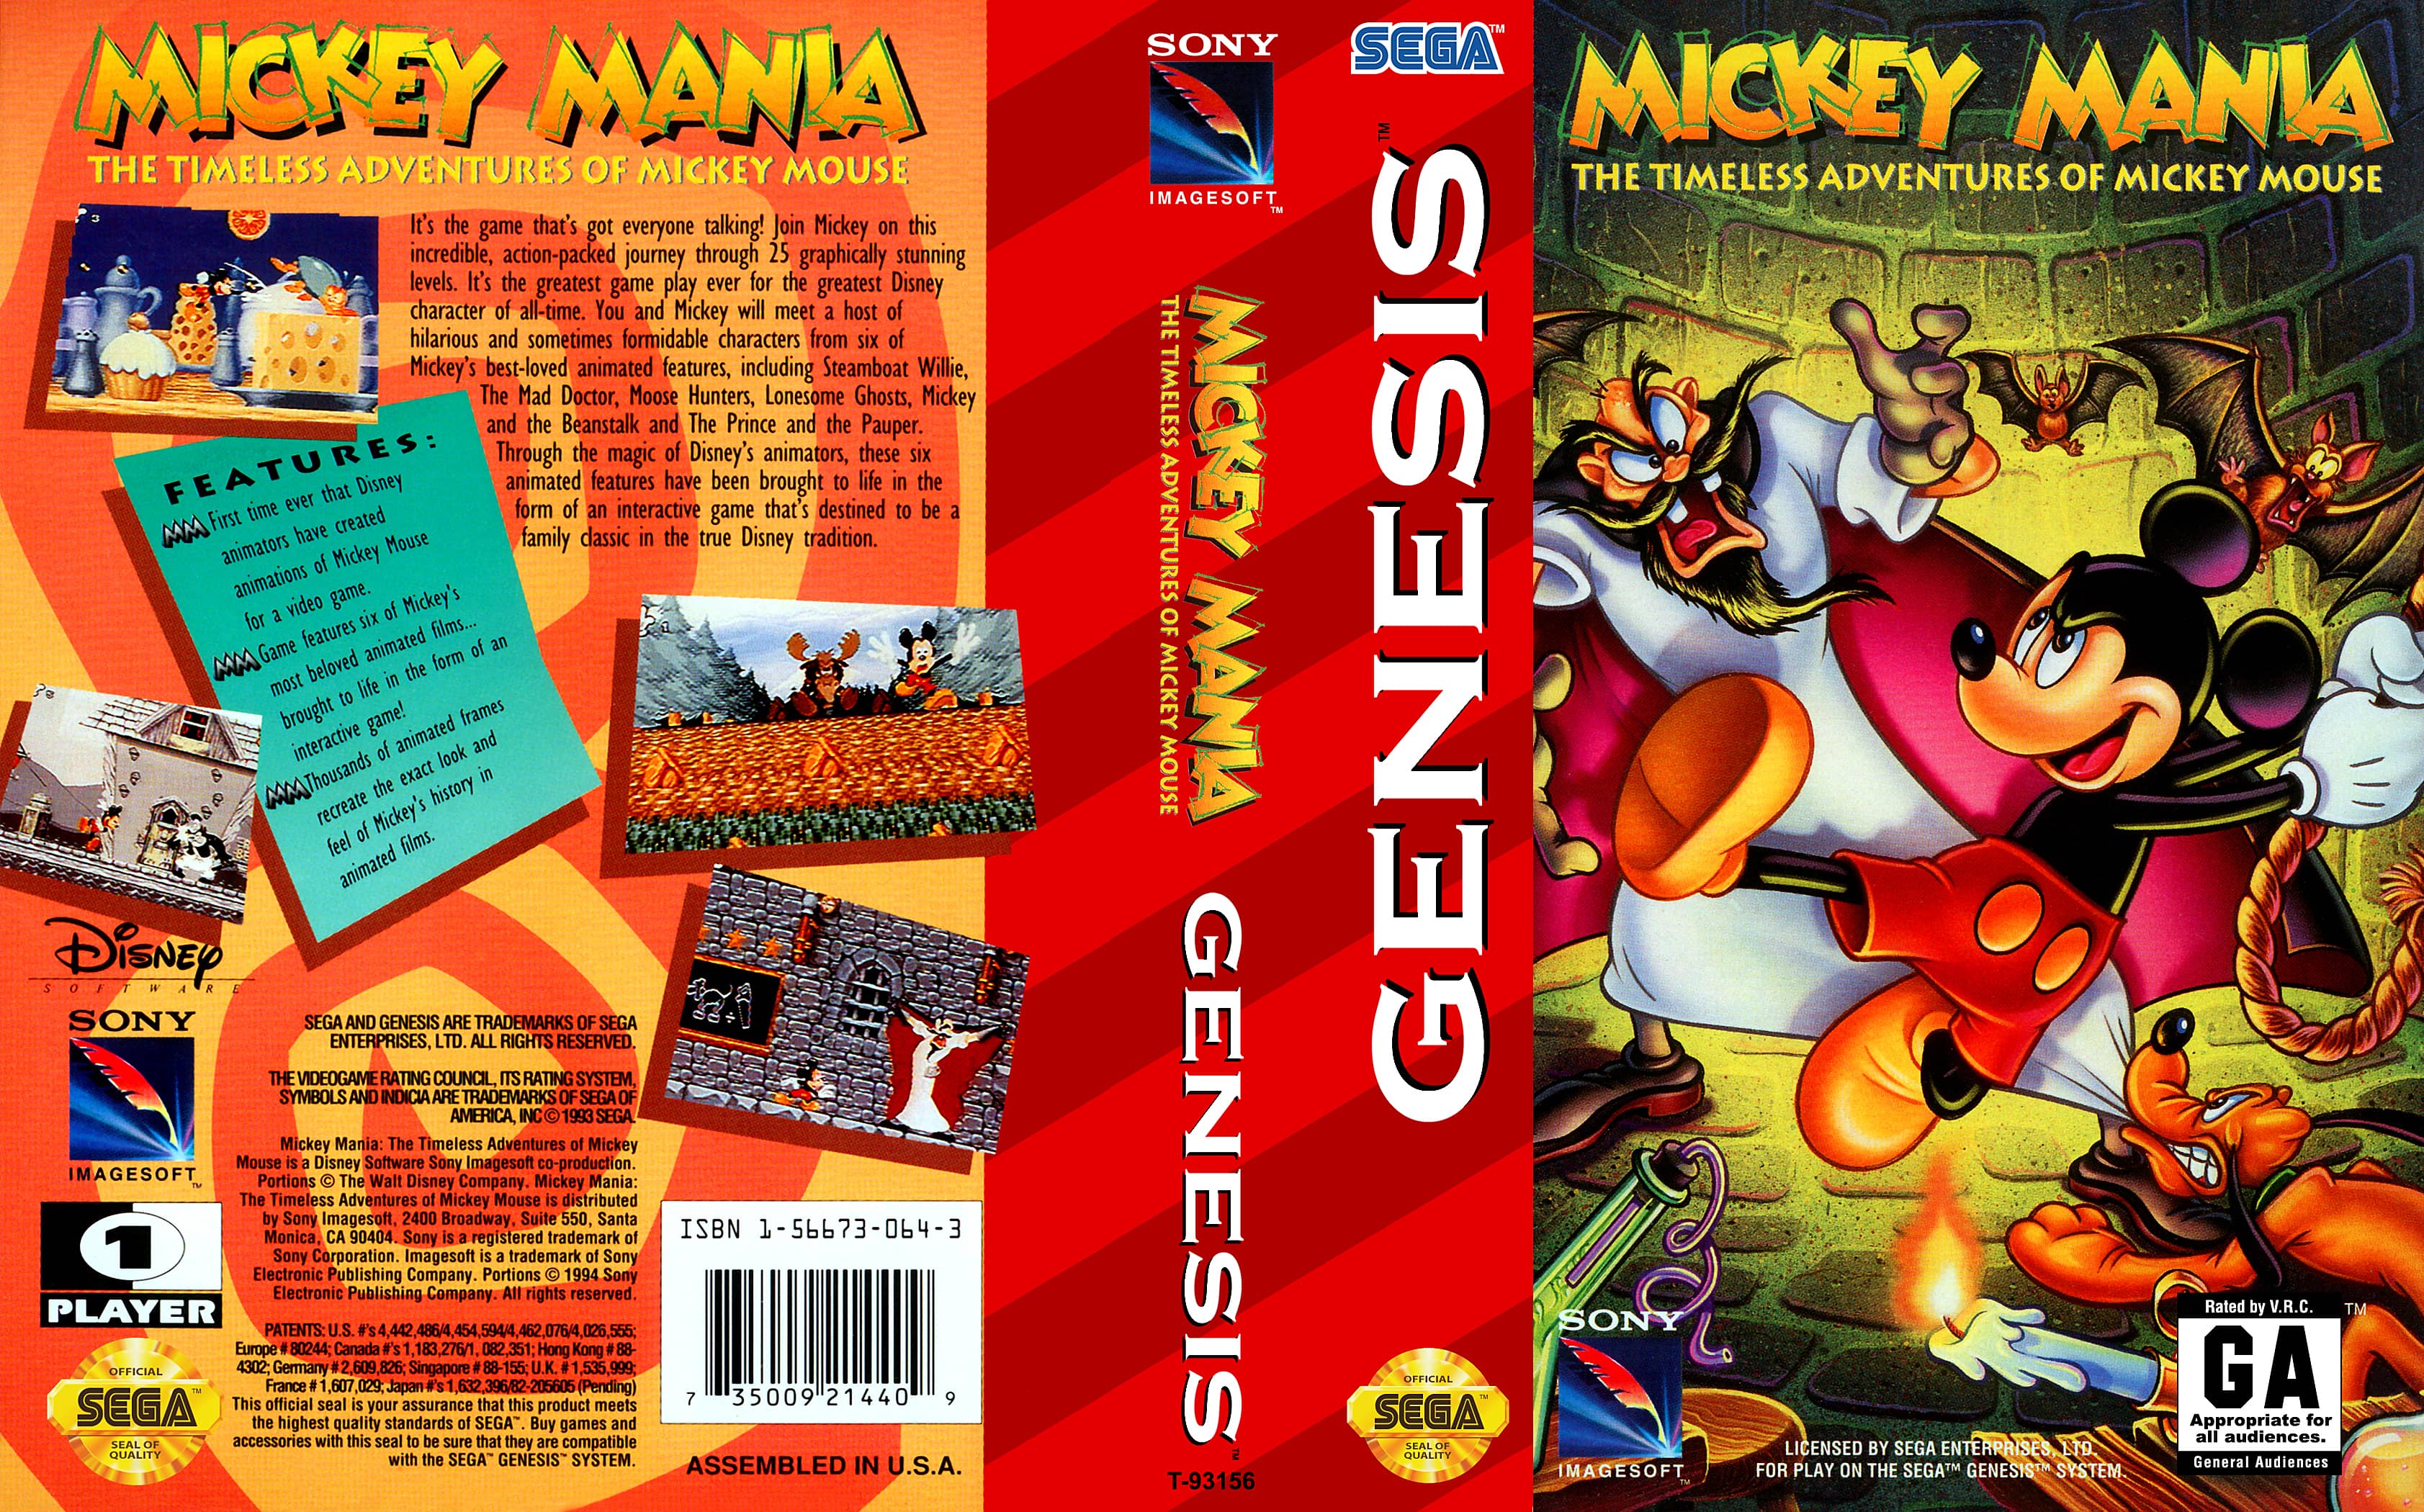 MICKEY MANIA
THE TIMELESS ADVENTURES OF MICKEY MOUSE
3
It's the game that's got everyone talking! Join Mickey on this
incredible, action-packed journey through 25 graphically stunning
levels. It's the greatest game play ever for the greatest Disney
character of all-time. You and Mickey will meet a host of
hilarious and sometimes formidable characters from six of
Mickey's best-loved animated features, including Steamboat Willie,
The Mad Doctor, Moose Hunters, Lonesome Ghosts, Mickey
and the Beanstalk and The Prince and the Pauper.
Through the magic of Disney's animators, these six
animated features have been brought to life in the
form of an interactive game that's destined to be a
family classic in the true Disney tradition.
FEATURES:
MM First time ever that Disney
animators have created
animations of Mickey Mouse
for a video game.
MM Game features six of Mickey's
most beloved animated films...
brought to life in the form of an
interactive game!
MM Thousands of animated frames
recreate the exact look and
feel of Mickey's history in
animated films.
Disney
SOFTWARE
SONY
IMAGESOFT™
1
PLAYER
OFFICIAL
SEGA™
SEAL OF
QUALITY
SEGA AND GENESIS ARE TRADEMARKS OF SEGA
ENTERPRISES, LTD. ALL RIGHTS RESERVED.
THE VIDEOGAME RATING COUNCIL, ITS RATING SYSTEM,
SYMBOLS AND INDICIA ARE TRADEMARKS OF SEGA OF
AMERICA, INC © 1993 SEGA.
Mickey Mania: The Timeless Adventures of Mickey
Mouse is a Disney Software Sony Imagesoft co-production.
Portions © The Walt Disney Company. Mickey Mania:
The Timeless Adventures of Mickey Mouse is distributed
by Sony Imagesoft, 2400 Broadway, Suite 550, Santa
Monica, CA 90404. Sony is a registered trademark of
Sony Corporation. Imagesoft is a trademark of Sony
Electronic Publishing Company. Portions © 1994 Sony
Electronic Publishing Company. All rights reserved.
PATENTS: U.S. #'s 4,442,486/4,454,594/4,462,076/4,026,555;
Europe # 80244; Canada #'s 1,183,276/1, 082,351; Hong Kong # 88-
4302; Germany # 2,609,826; Singapore # 88-155; U.K. # 1,535,999;
France # 1,607,029; Japan #'s 1,632,396/82-205605 (Pending)
This official seal is your assurance that this product meets
the highest quality standards of SEGA™. Buy games and
accessories with this seal to be sure that they are compatible
with the SEGA™ GENESIS™ SYSTEM.
ISBN 1-56673-064-3
7 35009 21440 9
ASSEMBLED IN U.S.A.
SONY
IMAGESOFT™
MICKEY MANIA
THE TIMELESS ADVENTURES OF MICKEY MOUSE
GENESIS™
T-93156
SEGA™
GENESIS™
OFFICIAL
SEGA™
SEAL OF
QUALITY
MICKEY MANIA
THE TIMELESS ADVENTURES OF MICKEY MOUSE
SONY
IMAGESOFT™
LICENSED BY SEGA ENTERPRISES, LTD.
FOR PLAY ON THE SEGA™ GENESIS™ SYSTEM.
Rated by V.R.C. ™
GA
Appropriate for
all audiences.
General Audiences